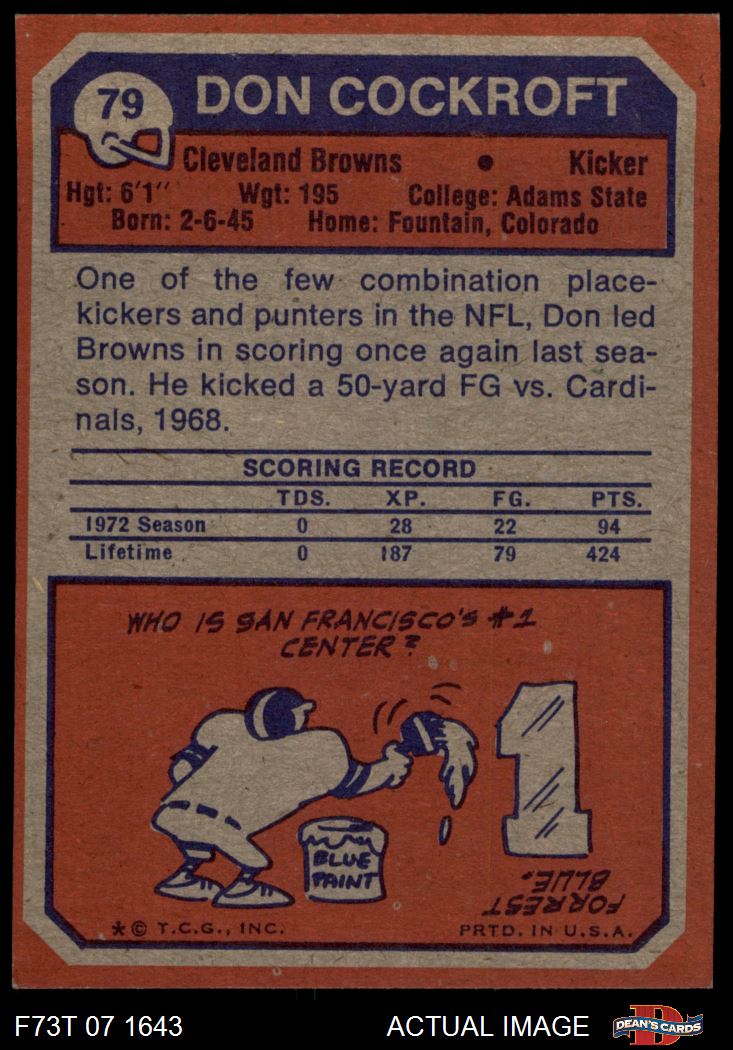 79
DON COCKROFT
Cleveland Browns • Kicker
Hgt: 6'1'' Wgt: 195 College: Adams State
Born: 2-6-45 Home: Fountain, Colorado
One of the few combination place-
kickers and punters in the NFL, Don led
Browns in scoring once again last sea-
son. He kicked a 50-yard FG vs. Cardi-
nals, 1968.
SCORING RECORD
TDS. XP. FG. PTS.
1972 Season 0 28 22 94
Lifetime 0 187 79 424
WHO IS SAN FRANCISCO'S #1
CENTER?
1
BLUE
PAINT
FORREST
BLUE.
* © T.C.G., INC. PRTD. IN U.S.A.
F73T 07 1643 ACTUAL IMAGE
D
DEAN'S CARDS